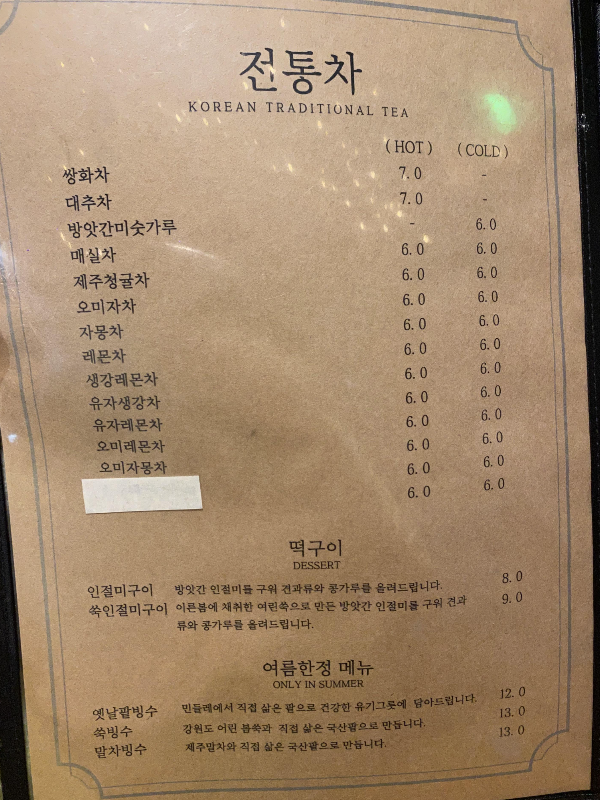 전통차
KOREAN TRADITIONAL TEA
(HOT) (COLD)
쌍화차 7.0 -
대추차 7.0 -
방앗간미숫가루 - 6.0
매실차 6.0 6.0
제주청귤차 6.0 6.0
오미자차 6.0 6.0
자몽차 6.0 6.0
레몬차 6.0 6.0
생강레몬차 6.0 6.0
유자생강차 6.0 6.0
유자레몬차 6.0 6.0
오미레몬차 6.0 6.0
오미자몽차 6.0 6.0
6.0 6.0
떡구이
DESSERT
인절미구이 방앗간 인절미를 구워 견과류와 콩가루를 올려드립니다. 8.0
쑥인절미구이 이른봄에 채취한 여린쑥으로 만든 방앗간 인절미를 구워 견과 9.0
류와 콩가루를 올려드립니다.
여름한정 메뉴
ONLY IN SUMMER
옛날팥빙수 민들레에서 직접 삶은 팥으로 건강한 유기그릇에 담아드립니다. 12.0
쑥빙수 강원도 어린 봄쑥과 직접 삶은 국산팥으로 만듭니다. 13.0
말차빙수 제주말차와 직접 삶은 국산팥으로 만듭니다. 13.0